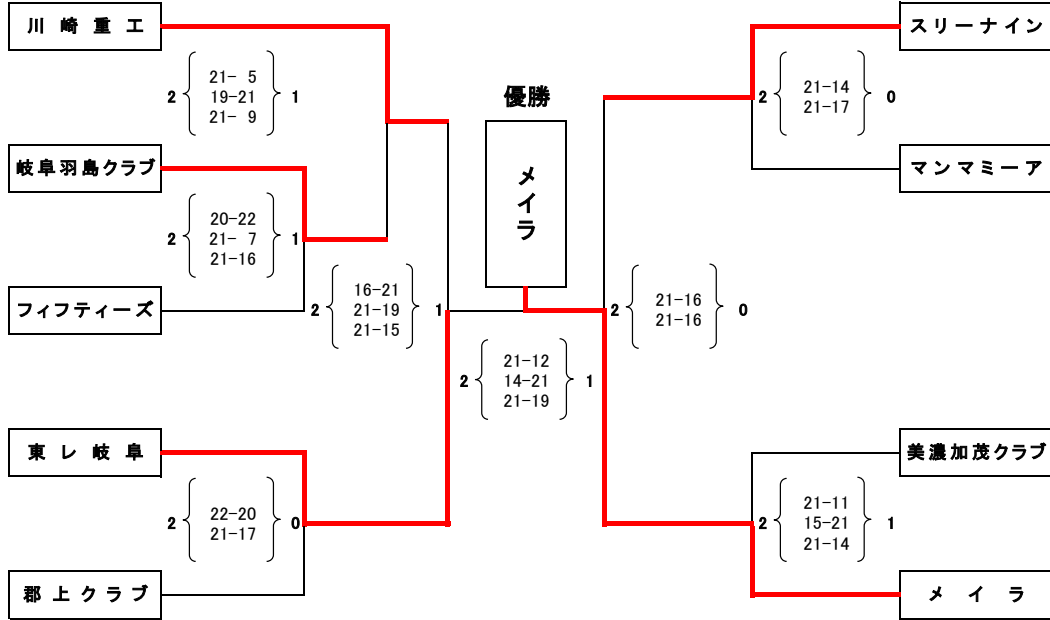 川崎重工
スリーナイン
21- 5
2 19-21 1
21- 9
優勝
21-14
2 0
21-17
岐阜羽島クラブ
メイラ
マンマミーア
20-22
2 21- 7 1
21-16
フィフティーズ
16-21
2 21-19 1
21-15
21-16
2 0
21-16
21-12
2 14-21 1
21-19
東レ岐阜
美濃加茂クラブ
22-20
2 0
21-17
21-11
2 15-21 1
21-14
郡上クラブ
メイラ